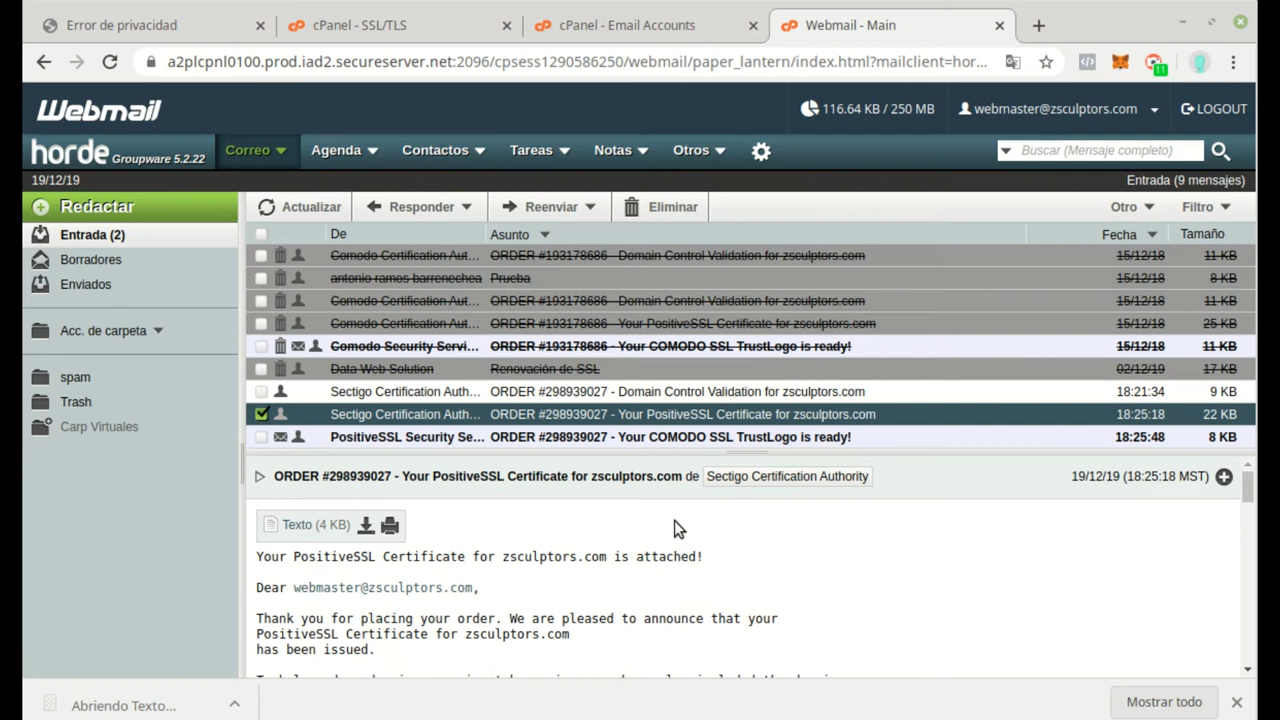 Error de privacidad
cPanel - SSL/TLS
cPanel - Email Accounts
Webmail - Main
a2plcpnl0100.prod.iad2.secureserver.net:2096/cpsess1290586250/webmail/paper_lantern/index.html?mailclient=hor...
11
Webmail
116.64 KB / 250 MB
webmaster@zsculptors.com
LOGOUT
horde Groupware 5.2.22
Correo
Agenda
Contactos
Tareas
Notas
Otros
Buscar (Mensaje completo)
19/12/19
Entrada (9 mensajes)
Redactar
Actualizar
Responder
Reenviar
Eliminar
Otro
Filtro
Entrada (2)
Borradores
Enviados
Acc. de carpeta
spam
Trash
Carp Virtuales
De Asunto Fecha Tamaño
Comodo Certification Aut... ORDER #193178686 - Domain Control Validation for zsculptors.com 15/12/18 11 KB
antonio ramos barrenechea Prueba 15/12/18 8 KB
Comodo Certification Aut... ORDER #193178686 - Domain Control Validation for zsculptors.com 15/12/18 11 KB
Comodo Certification Aut... ORDER #193178686 - Your PositiveSSL Certificate for zsculptors.com 15/12/18 25 KB
Comodo Security Servi... ORDER #193178686 - Your COMODO SSL TrustLogo is ready! 15/12/18 11 KB
Data Web Solution Renovación de SSL 02/12/19 17 KB
Sectigo Certification Auth... ORDER #298939027 - Domain Control Validation for zsculptors.com 18:21:34 9 KB
Sectigo Certification Auth... ORDER #298939027 - Your PositiveSSL Certificate for zsculptors.com 18:25:18 22 KB
PositiveSSL Security Se... ORDER #298939027 - Your COMODO SSL TrustLogo is ready! 18:25:48 8 KB
ORDER #298939027 - Your PositiveSSL Certificate for zsculptors.com de Sectigo Certification Authority 19/12/19 (18:25:18 MST)
Texto (4 KB)
Your PositiveSSL Certificate for zsculptors.com is attached!
Dear webmaster@zsculptors.com,
Thank you for placing your order. We are pleased to announce that your
PositiveSSL Certificate for zsculptors.com
has been issued.
Abriendo Texto...
Mostrar todo